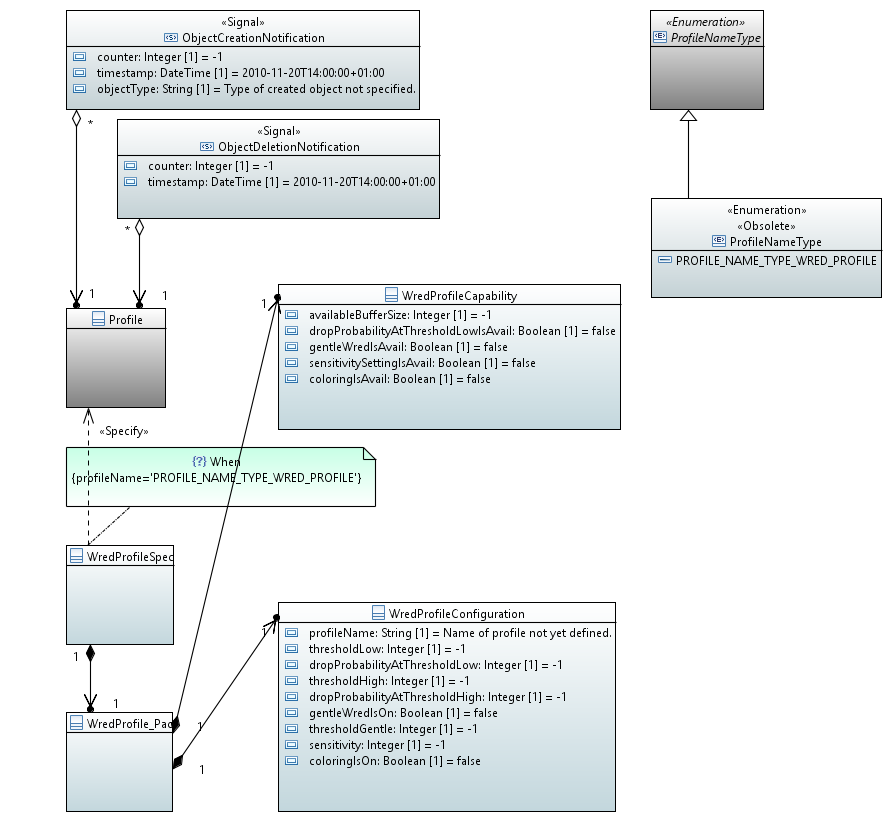 «Signal»
ObjectCreationNotification
counter: Integer [1] = -1
timestamp: DateTime [1] = 2010-11-20T14:00:00+01:00
objectType: String [1] = Type of created object not specified.
*
«Enumeration»
ProfileNameType
«Signal»
ObjectDeletionNotification
counter: Integer [1] = -1
timestamp: DateTime [1] = 2010-11-20T14:00:00+01:00
*
«Enumeration»
«Obsolete»
ProfileNameType
PROFILE_NAME_TYPE_WRED_PROFILE
1
1
Profile
1
WredProfileCapability
availableBufferSize: Integer [1] = -1
dropProbabilityAtThresholdLowIsAvail: Boolean [1] = false
gentleWredIsAvail: Boolean [1] = false
sensitivitySettingIsAvail: Boolean [1] = false
coloringIsAvail: Boolean [1] = false
«Specify»
{?} When
{profileName='PROFILE_NAME_TYPE_WRED_PROFILE'}
WredProfileSpec
1
1
WredProfile_Pac
1
1
1
WredProfileConfiguration
profileName: String [1] = Name of profile not yet defined.
thresholdLow: Integer [1] = -1
dropProbabilityAtThresholdLow: Integer [1] = -1
thresholdHigh: Integer [1] = -1
dropProbabilityAtThresholdHigh: Integer [1] = -1
gentleWredIsOn: Boolean [1] = false
thresholdGentle: Integer [1] = -1
sensitivity: Integer [1] = -1
coloringIsOn: Boolean [1] = false